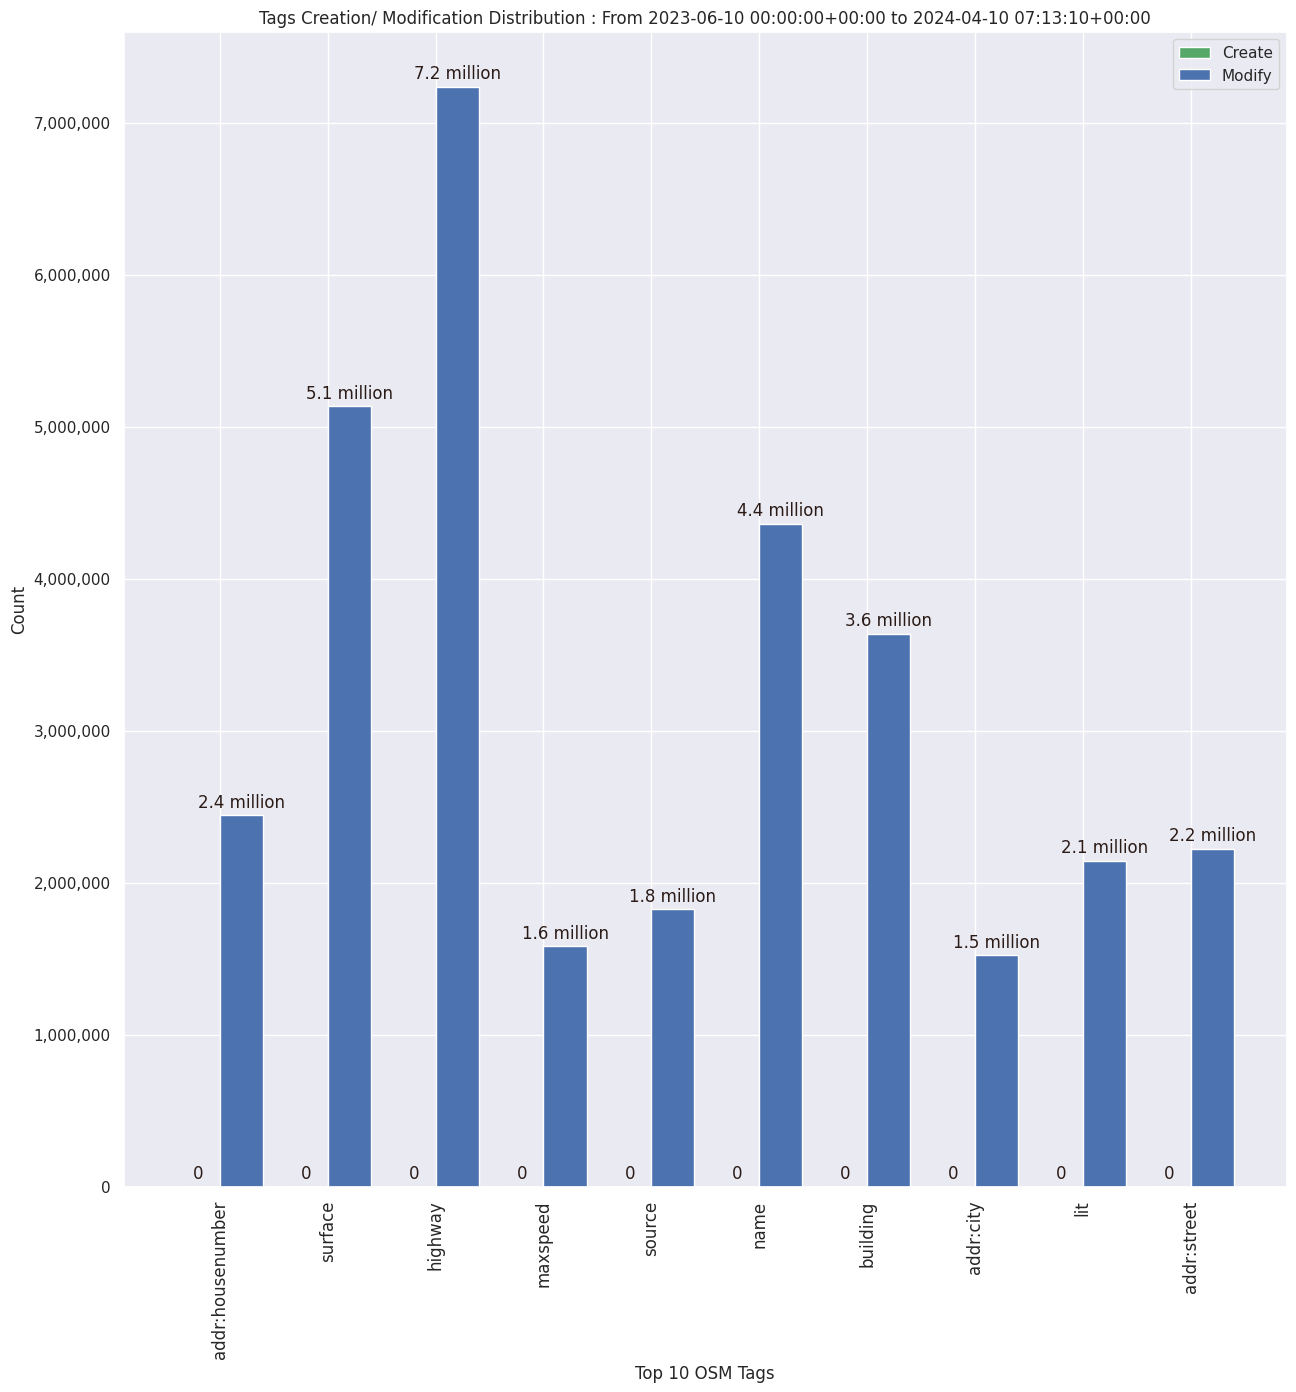 Tags Creation/ Modification Distribution : From 2023-06-10 00:00:00+00:00 to 2024-04-10 07:13:10+00:00
Create
Modify
7.2 million
7,000,000
6,000,000
5.1 million
5,000,000
4.4 million
4,000,000
3.6 million
3,000,000
2.4 million
2.2 million
2.1 million
2,000,000
1.8 million
1.6 million
1.5 million
1,000,000
0 0 0 0 0 0 0 0 0 0
0
Count
addr:housenumber
surface
highway
maxspeed
source
name
building
addr:city
lit
addr:street
Top 10 OSM Tags